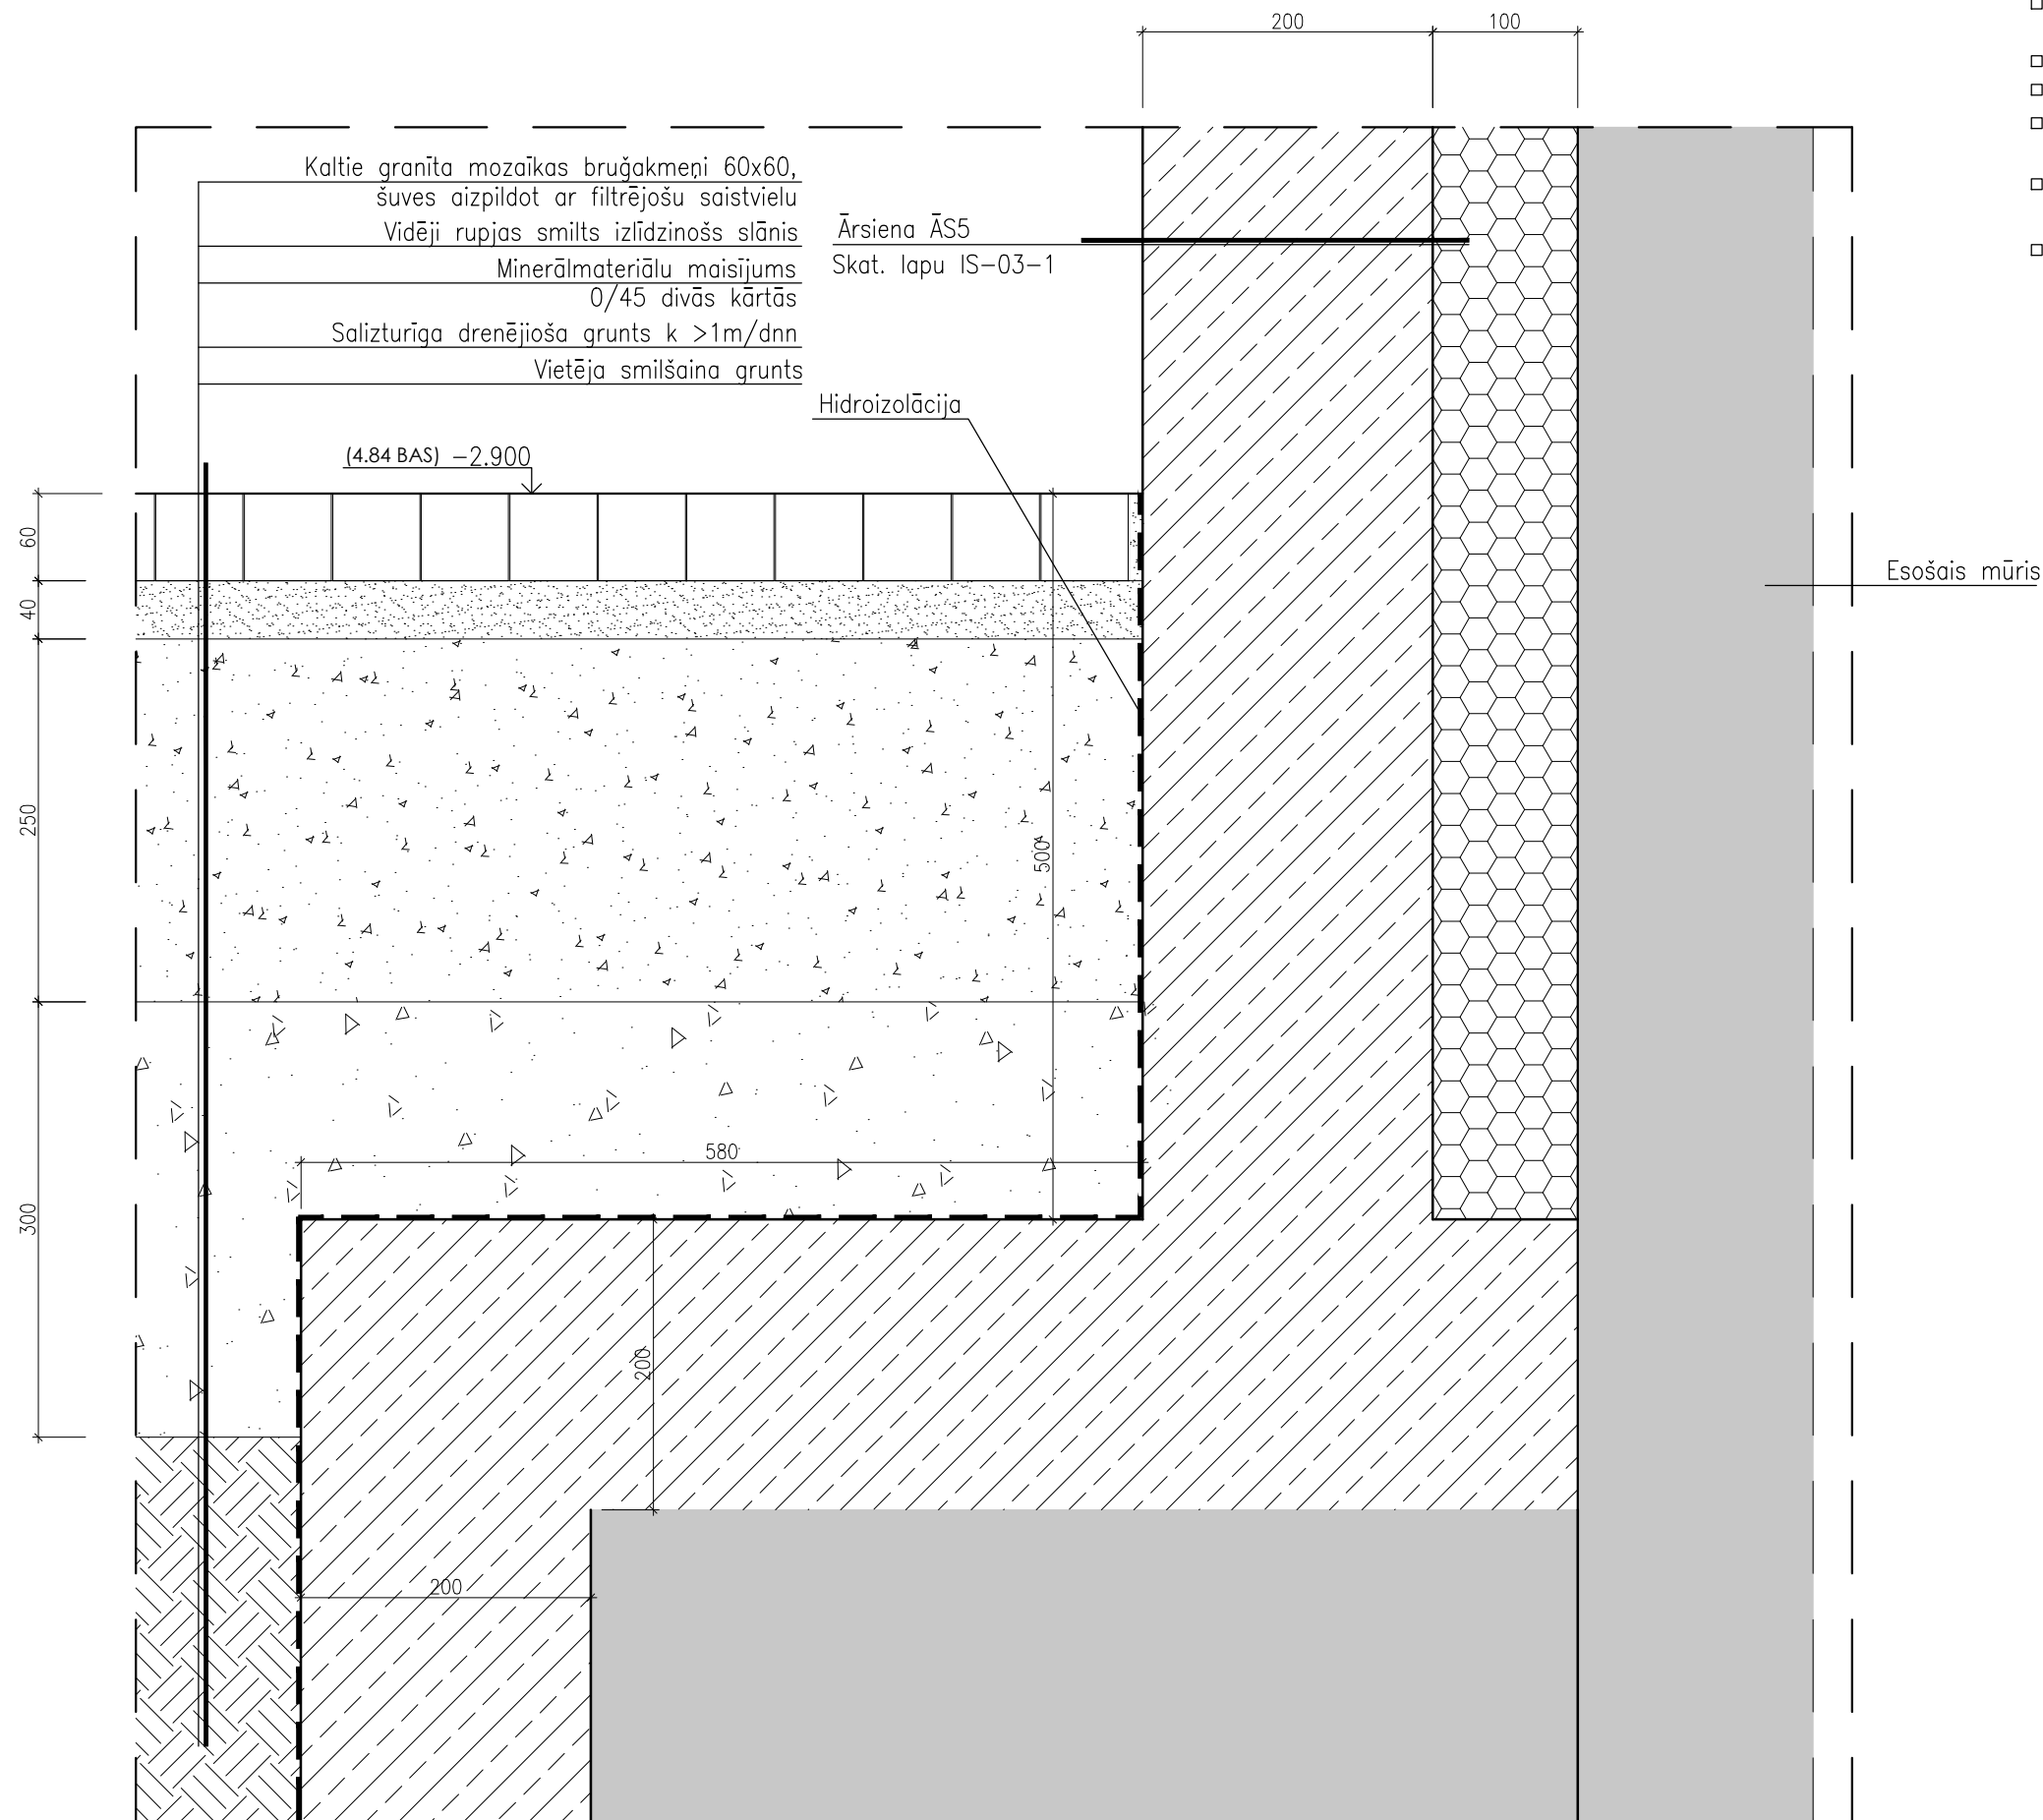 200
100
Kaltie granīta mozaīkas bruģakmeņi 60x60,
šuves aizpildot ar filtrējošu saistvielu
Vidēji rupjas smilts izlīdzinošs slānis
Minerālmateriālu maisījums
0/45 divās kārtās
Salizturīga drenējioša grunts k >1m/dnn
Vietēja smilšaina grunts
Ārsiena ĀS5
Skat. lapu IS-03-1
Hidroizolācija
(4.84 BAS) -2.900
60
40
250
300
500
580
200
200
Esošais mūris